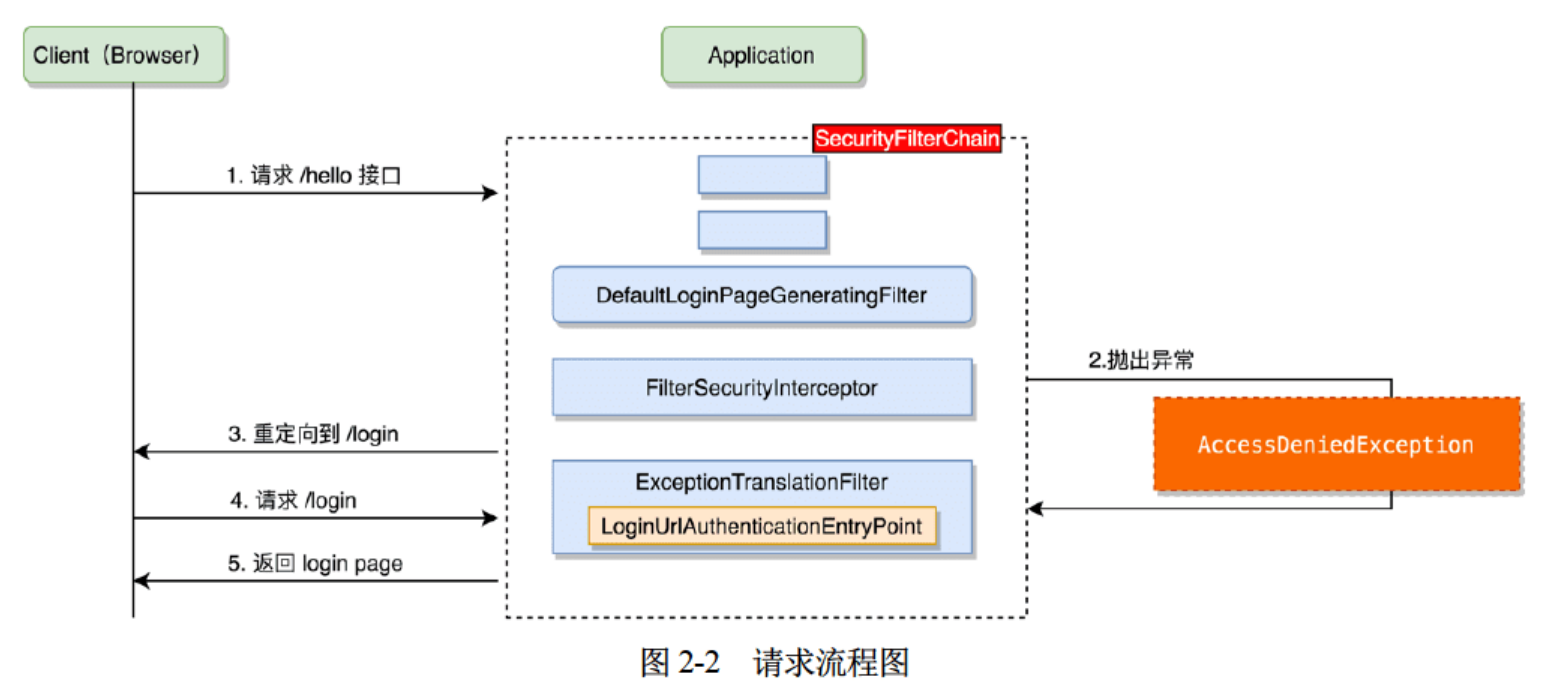 Client（Browser）
Application
SecurityFilterChain
1. 请求 /hello 接口
DefaultLoginPageGeneratingFilter
2.抛出异常
FilterSecurityInterceptor
3. 重定向到 /login
AccessDeniedException
ExceptionTranslationFilter
4. 请求 /login
LoginUrlAuthenticationEntryPoint
5. 返回 login page
图 2-2 请求流程图